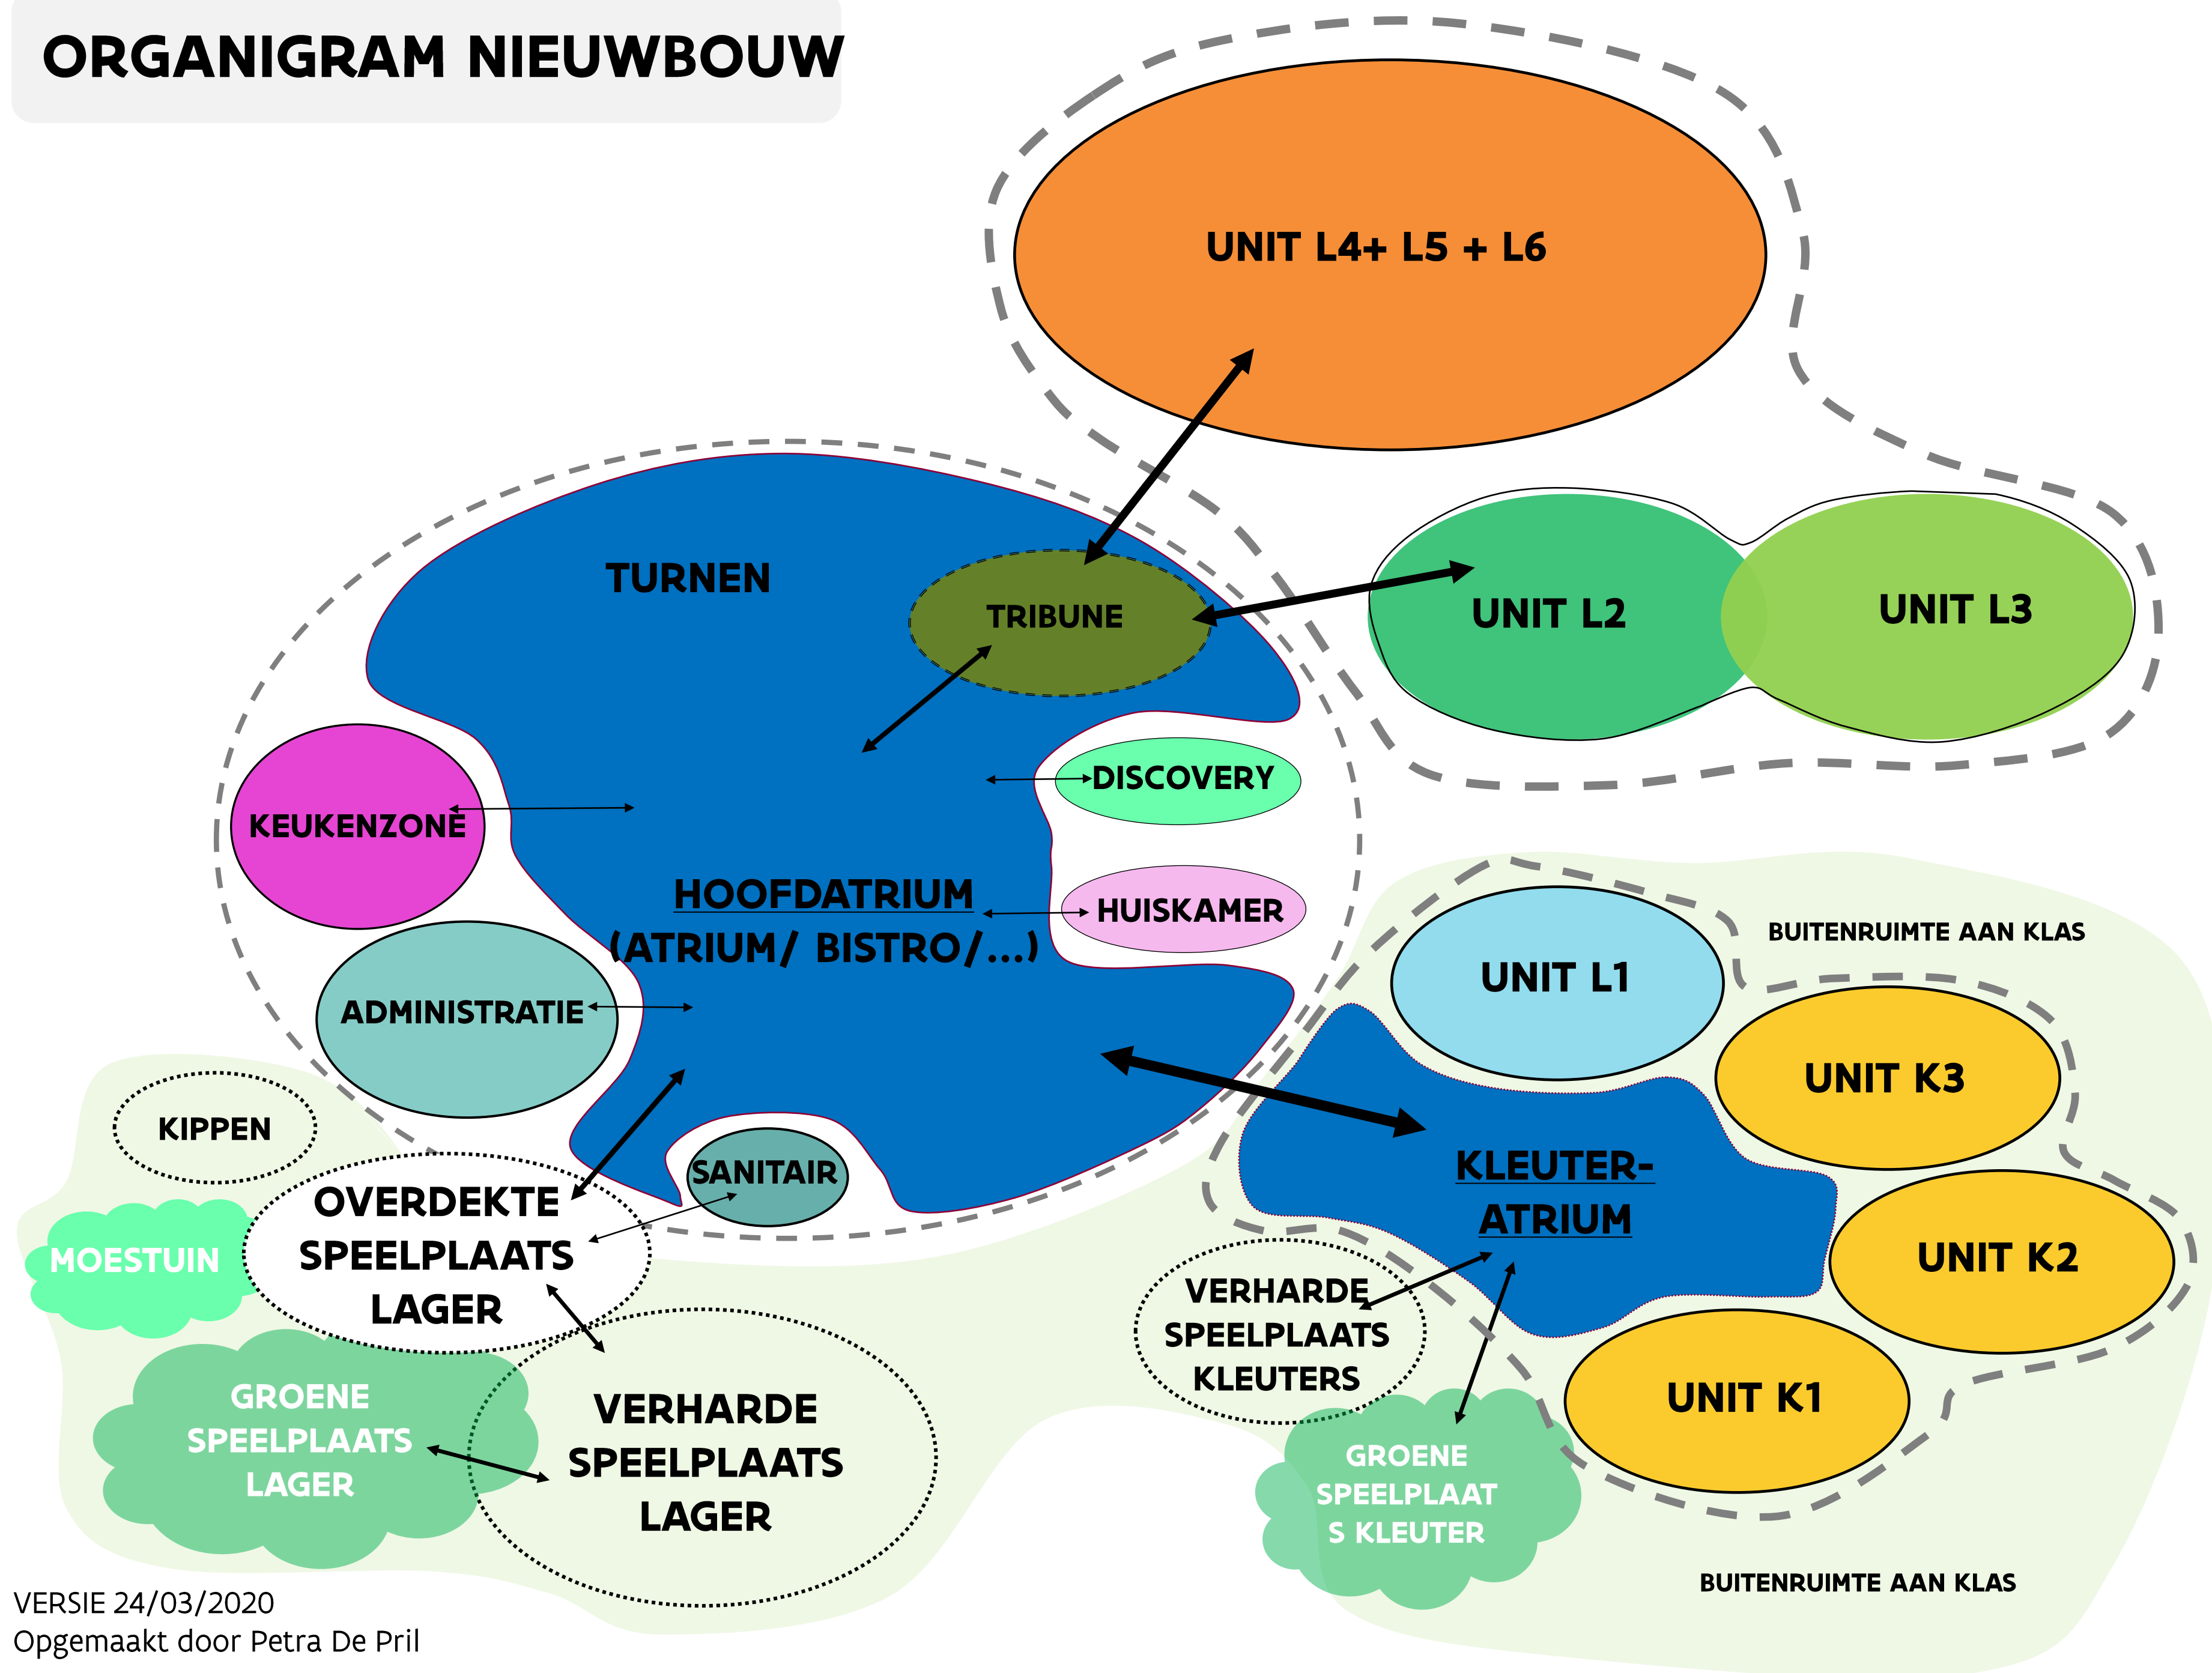 ORGANIGRAM NIEUWBOUW
UNIT L4+ L5 + L6
TURNEN
TRIBUNE
UNIT L2
UNIT L3
DISCOVERY
KEUKENZONE
HOOFDATRIUM
(ATRIUM/ BISTRO/...)
HUISKAMER
ADMINISTRATIE
BUITENRUIMTE AAN KLAS
UNIT L1
UNIT K3
KIPPEN
SANITAIR
KLEUTER-
ATRIUM
UNIT K2
OVERDEKTE
SPEELPLAATS
LAGER
MOESTUIN
VERHARDE
SPEELPLAATS
KLEUTERS
UNIT K1
GROENE
SPEELPLAATS
LAGER
VERHARDE
SPEELPLAATS
LAGER
GROENE
SPEELPLAAT
S KLEUTER
BUITENRUIMTE AAN KLAS
VERSIE 24/03/2020
Opgemaakt door Petra De Pril